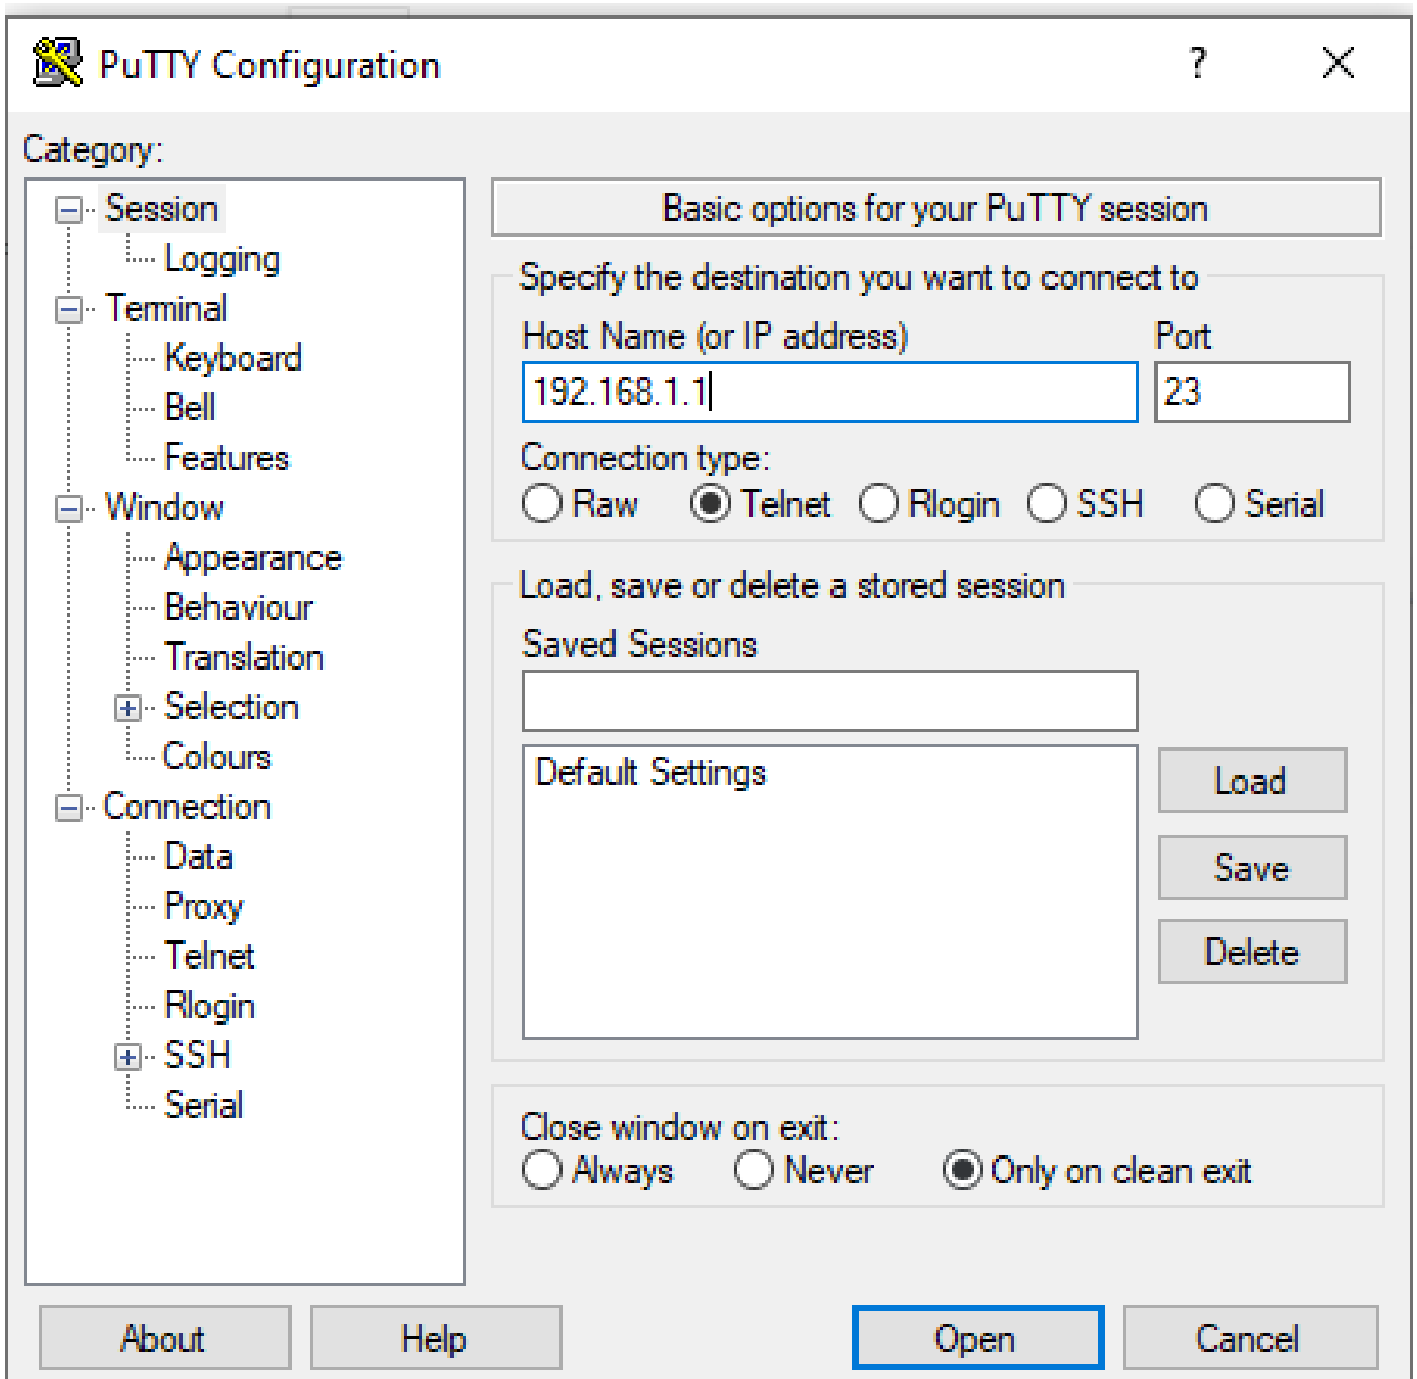 PuTTY Configuration
?
Category:
Session
Logging
Terminal
Keyboard
Bell
Features
Window
Appearance
Behaviour
Translation
Selection
Colours
Connection
Data
Proxy
Telnet
Rlogin
SSH
Serial
Basic options for your PuTTY session
Specify the destination you want to connect to
Host Name (or IP address) Port
192.168.1.1 23
Connection type:
Raw Telnet Rlogin SSH Serial
Load, save or delete a stored session
Saved Sessions
Default Settings
Load
Save
Delete
Close window on exit:
Always Never Only on clean exit
About Help Open Cancel